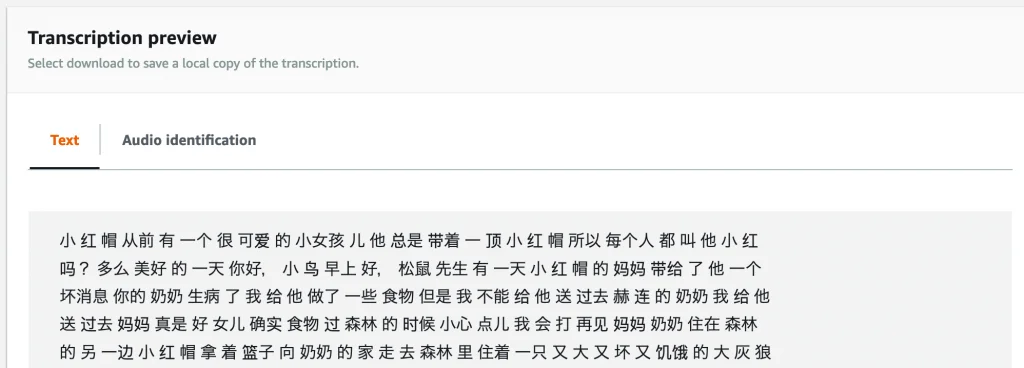 Transcription preview
Select download to save a local copy of the transcription.
Text
Audio identification
小 红 帽 从前 有 一个 很 可爱 的 小女孩 儿 他 总是 带着 一 顶 小 红 帽 所以 每个人 都 叫 他 小 红
吗？ 多么 美好 的 一天 你好， 小 鸟 早上 好， 松鼠 先生 有 一天 小 红 帽 的 妈妈 带给 了 他 一个
坏消息 你的 奶奶 生病 了 我 给 他 做了 一些 食物 但是 我 不能 给 他 送 过去 赫 连 的 奶奶 我 给 他
送 过去 妈妈 真是 好 女儿 确实 食物 过 森林 的 时候 小心 点儿 我 会 打 再见 妈妈 奶奶 住在 森林
的 另 一边 小 红 帽 拿 着 篮子 向 奶奶 的 家 走 去 森林 里 住着 一只 又 大 又 坏 又 饥饿 的 大 灰 狼